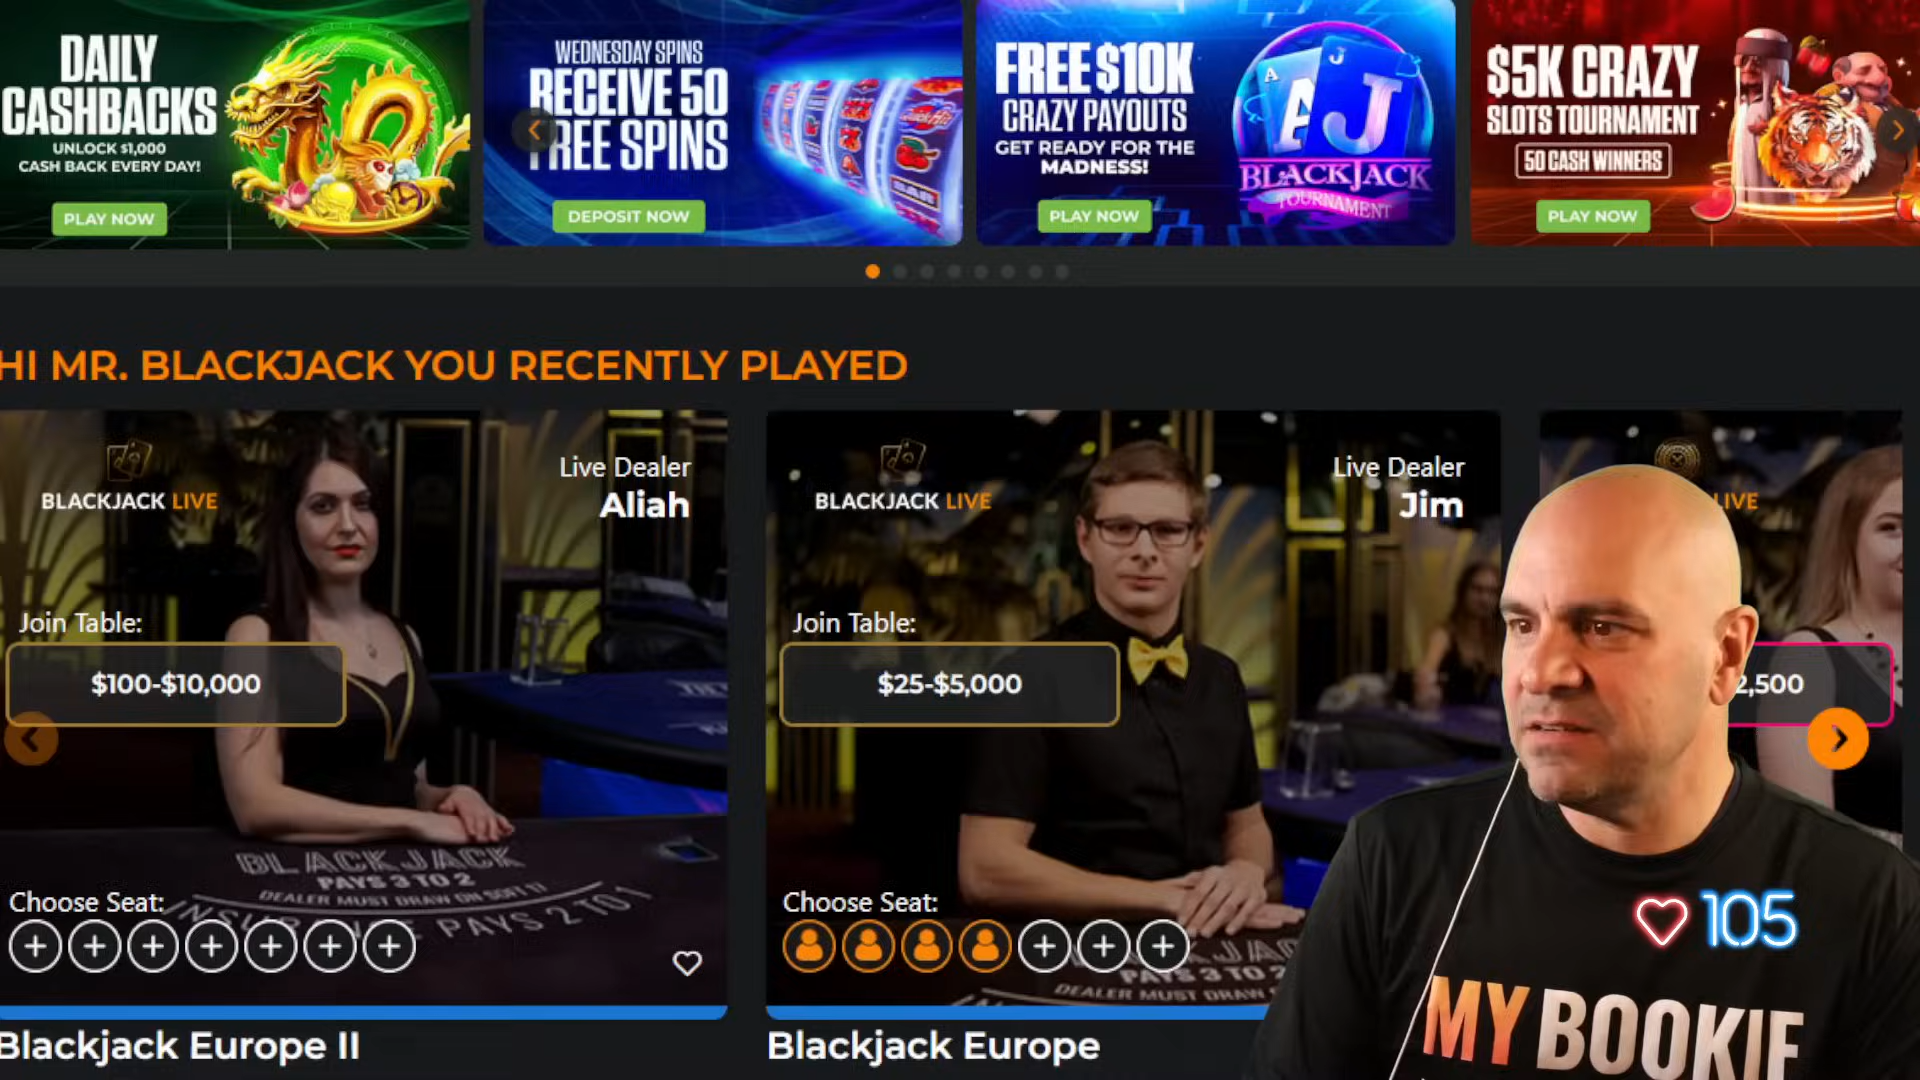 DAILY
CASHBACKS
UNLOCK $1,000
CASH BACK EVERY DAY!
PLAY NOW
WEDNESDAY SPINS
RECEIVE 50
FREE SPINS
DEPOSIT NOW
FREE $10K
CRAZY PAYOUTS
GET READY FOR THE
MADNESS!
PLAY NOW
A J
A J
BLACKJACK
TOURNAMENT
$5K CRAZY
SLOTS TOURNAMENT
50 CASH WINNERS
PLAY NOW
HI MR. BLACKJACK YOU RECENTLY PLAYED
BLACKJACK LIVE
Live Dealer
Aliah
Join Table:
$100-$10,000
BLACKJACK
PAYS 3 TO 2
DEALER MUST DRAW ON SOFT 17
PAYS 2 TO 1
Choose Seat:
Blackjack Europe II
BLACKJACK LIVE
Live Dealer
Jim
Join Table:
$25-$5,000
Choose Seat:
PAYS 3 TO 2
DEALER MUST DRAW
Blackjack Europe
LIVE
2,500
105
MY BOOKIE